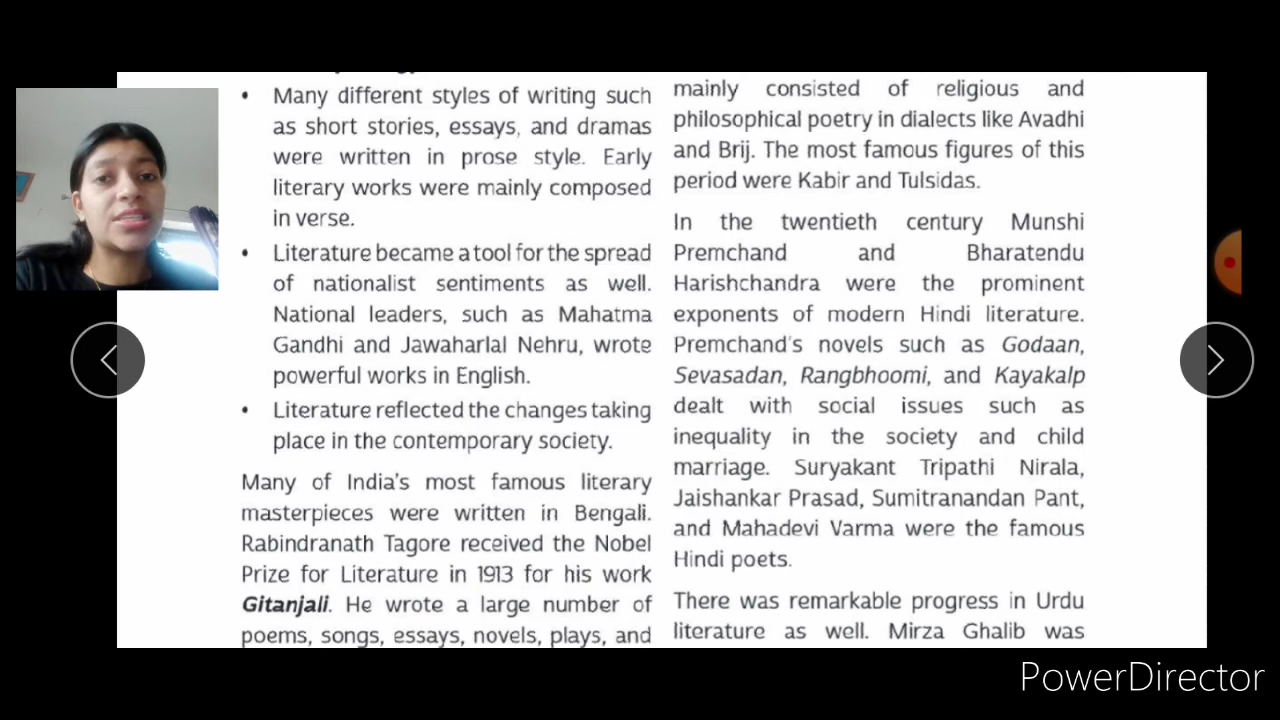 Many different styles of writing such
as short stories, essays, and dramas
were written in prose style. Early
literary works were mainly composed
in verse.
Literature became a tool for the spread
of nationalist sentiments as well.
National leaders, such as Mahatma
Gandhi and Jawaharlal Nehru, wrote
powerful works in English.
Literature reflected the changes taking
place in the contemporary society.
Many of India's most famous literary
masterpieces were written in Bengali.
Rabindranath Tagore received the Nobel
Prize for Literature in 1913 for his work
Gitanjali. He wrote a large number of
poems, songs, essays, novels, plays, and
mainly consisted of religious and
philosophical poetry in dialects like Avadhi
and Brij. The most famous figures of this
period were Kabir and Tulsidas.
In the twentieth century Munshi
Premchand and Bharatendu
Harishchandra were the prominent
exponents of modern Hindi literature.
Premchand's novels such as Godaan,
Sevasadan, Rangbhoomi, and Kayakalp
dealt with social issues such as
inequality in the society and child
marriage. Suryakant Tripathi Nirala,
Jaishankar Prasad, Sumitranandan Pant,
and Mahadevi Varma were the famous
Hindi poets.
There was remarkable progress in Urdu
literature as well. Mirza Ghalib was
PowerDirector